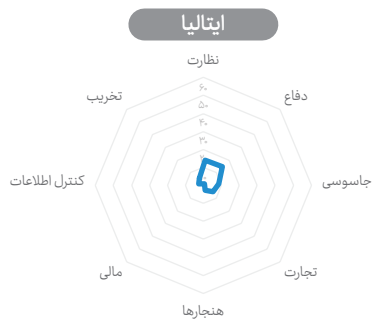 ایتالیا
نظارت
تخریب
دفاع
۶۰
۵۰
۴۰
۳۰
کنترل اطلاعات
جاسوسی
مالی
تجارت
هنجارها